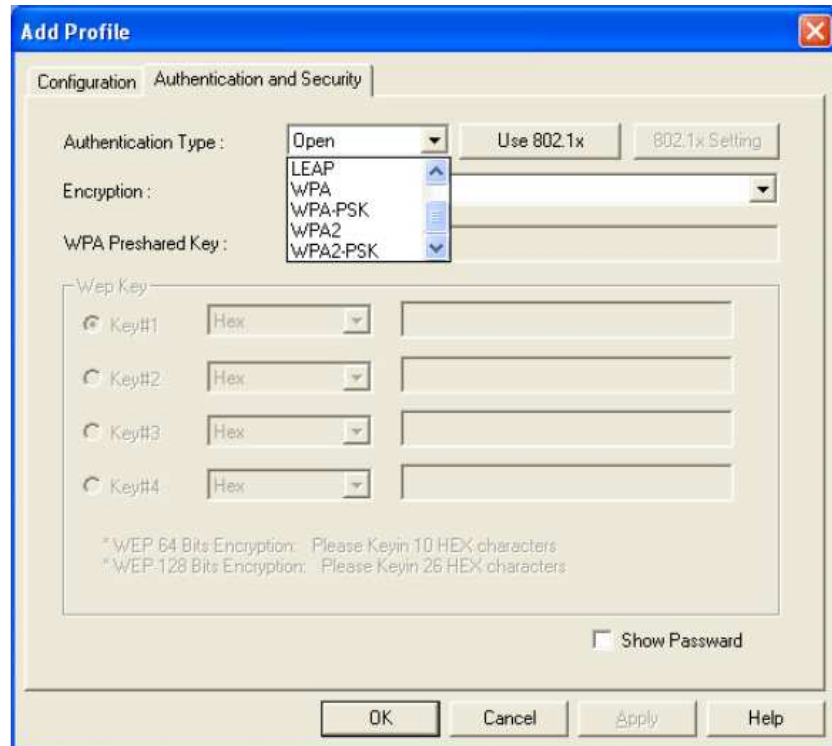 Add Profile
Configuration Authentication and Security
Authentication Type : Open Use 802.1x 802.1x Setting
LEAP
WPA
WPA-PSK
WPA2
WPA2-PSK
Encryption :
WPA Preshared Key :
Wep Key
Key#1 Hex
Key#2 Hex
Key#3 Hex
Key#4 Hex
* WEP 64 Bits Encryption: Please Keyin 10 HEX characters
* WEP 128 Bits Encryption: Please Keyin 26 HEX characters
Show Passward
OK Cancel Apply Help